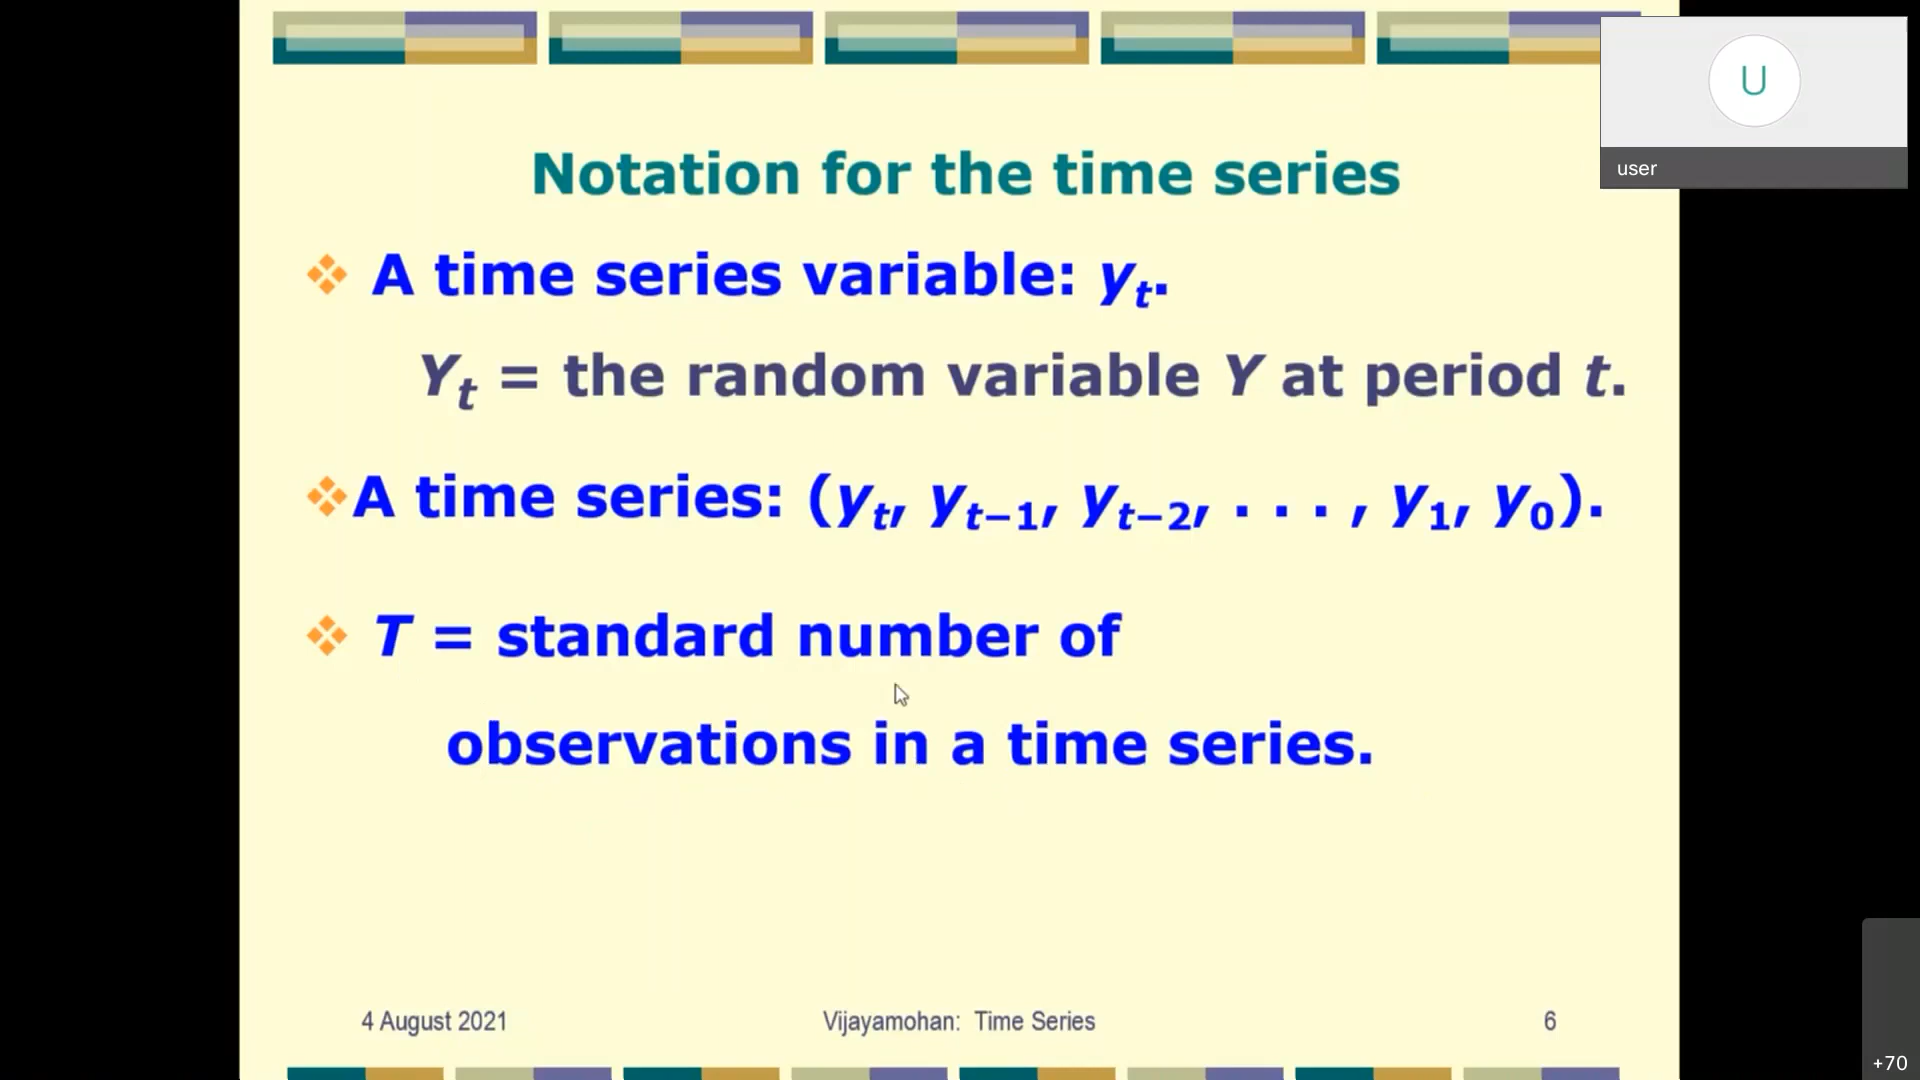 Notation for the time series
A time series variable: yₜ.
Yₜ = the random variable Y at period t.
A time series: (yₜ, yₜ₋₁, yₜ₋₂, . . . , y₁, y₀).
T = standard number of
observations in a time series.
4 August 2021
Vijayamohan: Time Series
6
U
user
+70